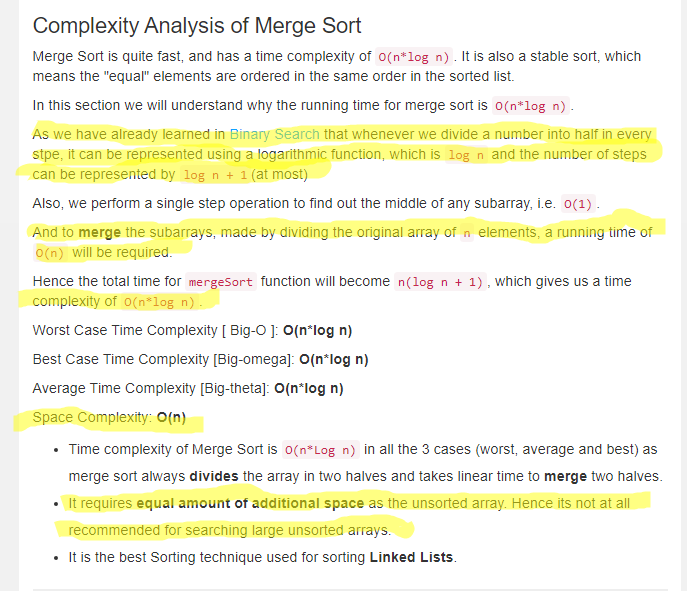 Complexity Analysis of Merge Sort
Merge Sort is quite fast, and has a time complexity of O(n*log n) . It is also a stable sort, which
means the "equal" elements are ordered in the same order in the sorted list.
In this section we will understand why the running time for merge sort is O(n*log n) .
As we have already learned in Binary Search that whenever we divide a number into half in every
stpe, it can be represented using a logarithmic function, which is log n and the number of steps
can be represented by log n + 1 (at most)
Also, we perform a single step operation to find out the middle of any subarray, i.e. O(1) .
And to merge the subarrays, made by dividing the original array of n elements, a running time of
O(n) will be required.
Hence the total time for mergeSort function will become n(log n + 1) , which gives us a time
complexity of O(n*log n) .
Worst Case Time Complexity [ Big-O ]: O(n*log n)
Best Case Time Complexity [Big-omega]: O(n*log n)
Average Time Complexity [Big-theta]: O(n*log n)
Space Complexity: O(n)
• Time complexity of Merge Sort is O(n*Log n) in all the 3 cases (worst, average and best) as
merge sort always divides the array in two halves and takes linear time to merge two halves.
• It requires equal amount of additional space as the unsorted array. Hence its not at all
recommended for searching large unsorted arrays.
• It is the best Sorting technique used for sorting Linked Lists.